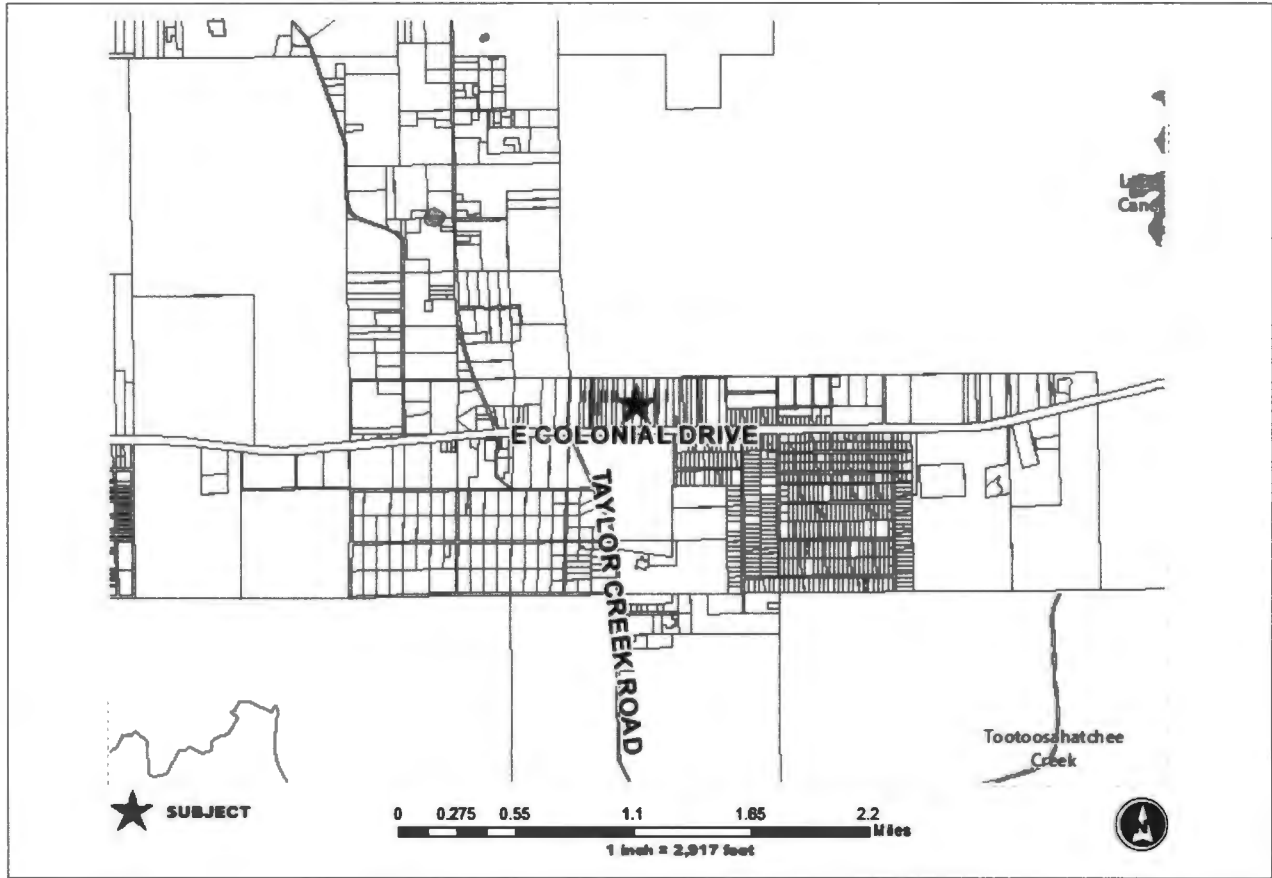 Cane
E COLONIAL DRIVE
TAYLOR CREEK ROAD
Tootoosahatchee
Creek
SUBJECT
0 0.275 0.55 1.1 1.65 2.2
Miles
1 inch = 2,917 feet
N